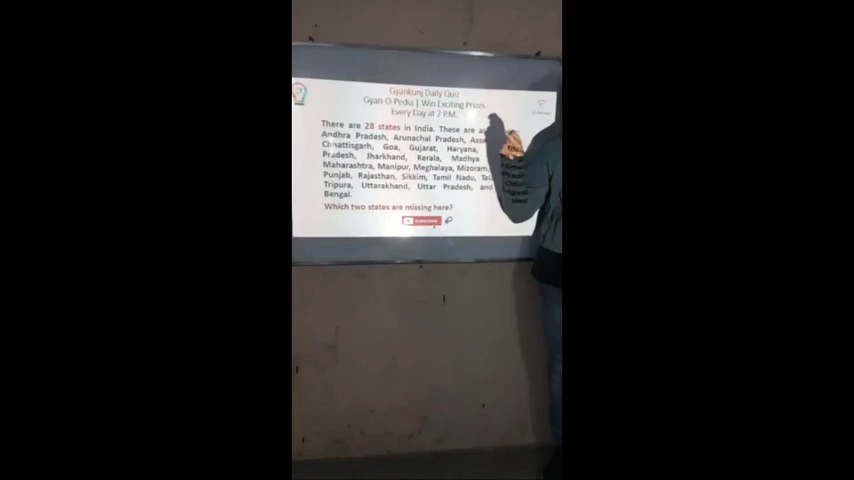 Gyankunj Daily Quiz
Gyan-O-Pedia | Win Exciting Prizes
Every Day at 2 P.M.
There are 28 states in India. These are
Andhra Pradesh, Arunachal Pradesh,
Chhattisgarh, Goa, Gujarat, Haryana,
Pradesh, Jharkhand, Kerala, Madhya
Maharashtra, Manipur, Meghalaya, Mizoram,
Punjab, Rajasthan, Sikkim, Tamil Nadu,
Tripura, Uttarakhand, Uttar Pradesh, and
Bengal.
Which two states are missing here?